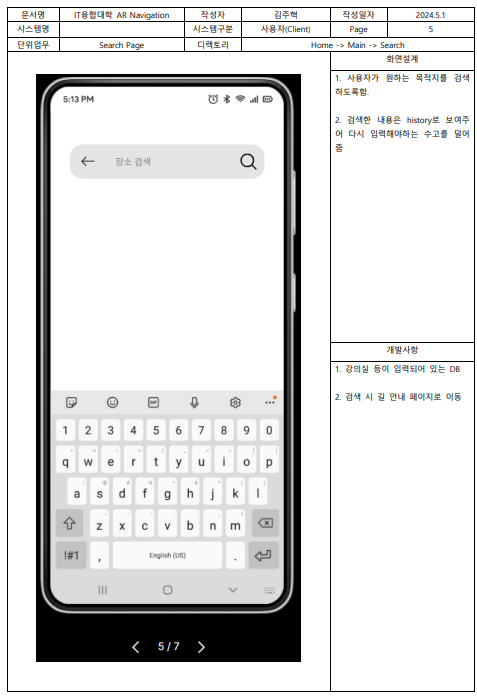 문서명 IT융합대학 AR Navigation 작성자 김주혁 작성일자 2024.5.1
시스템명 시스템구분 사용자(Client) Page 5
단위업무 Search Page 디렉토리 Home -> Main -> Search
화면설계
1. 사용자가 원하는 목적지를 검색
하도록함.
2. 검색한 내용은 history로 보여주
어 다시 입력해야하는 수고를 덜어
줌
5:13 PM
장소 검색
개발사항
1. 강의실 등이 입력되어 있는 DB
2. 검색 시 길 안내 페이지로 이동
GIF
1 2 3 4 5 6 7 8 9 0
q w e r t y u i o p
a s d f g h j k l
z x c v b n m
!#1 , English (US) .
5 / 7